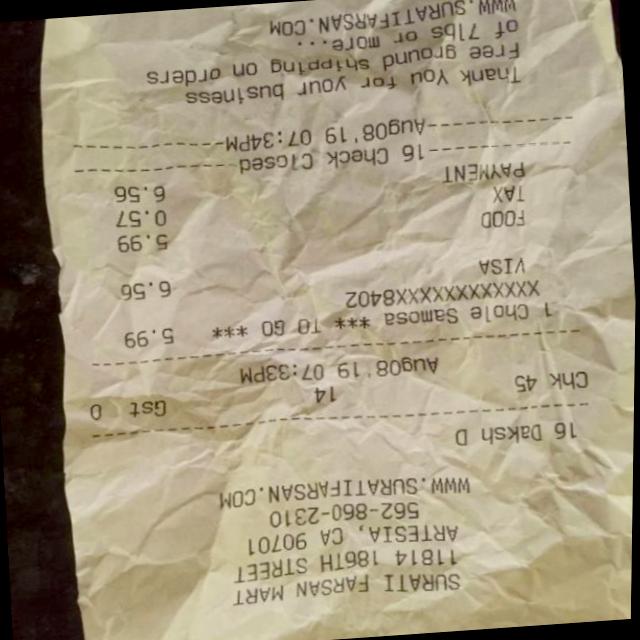 SURATI FARSAN MART
11814 186TH STREET
ARTESIA, CA 90701
562-860-2310
WWW.SURATIFARSAN.COM
16 Daksh D
Chk 45 14 Gst 0
Aug08'19 07:33PM
*** TO GO ***
1 Chole Samosa 5.99
XXXXXXXXXXXX8402
VISA 6.56
FOOD 5.99
TAX 0.57
PAYMENT 6.56
16 Check Closed
Aug08'19 07:34PM
Thank You for your business
Free ground shipping on orders
of 7lbs or more....
WWW.SURATIFARSAN.COM